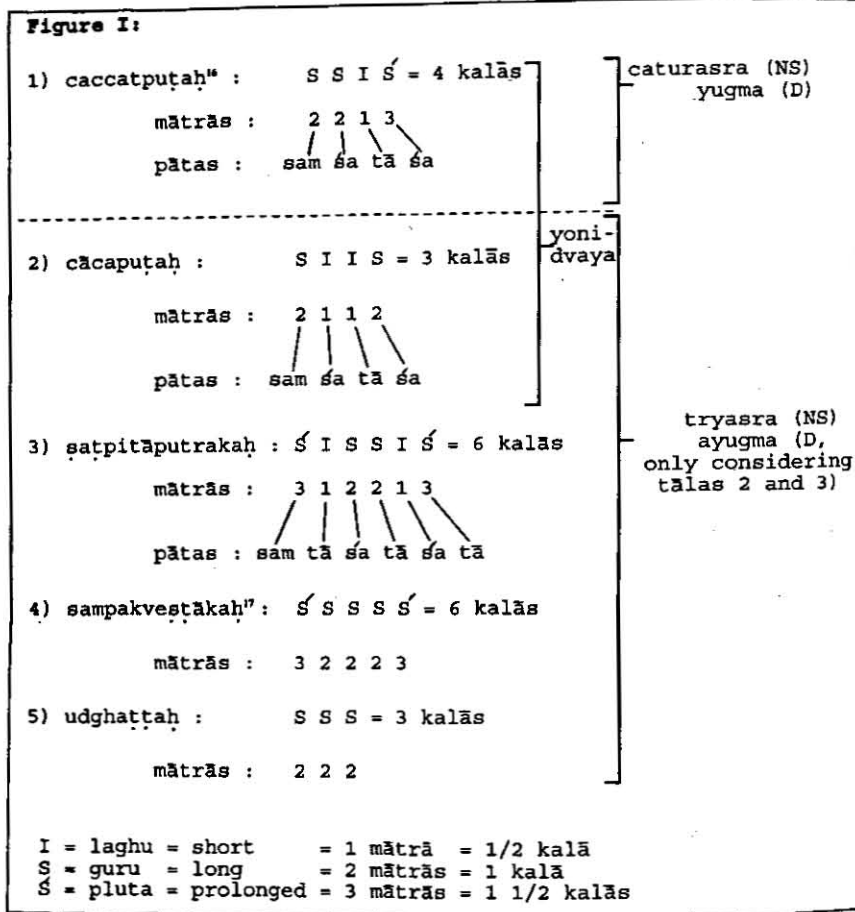 Figure I:
1) caccatpuṭaḥ¹⁶ : S S I Ś = 4 kalās
caturasra (NS)
yugma (D)
mātrās : 2 2 1 3
pātas : sam śa tā śa
yoni-
dvaya
2) cācapuṭaḥ : S I I S = 3 kalās
mātrās : 2 1 1 2
pātas : sam śa tā śa
tryasra (NS)
ayugma (D,
only considering
tālas 2 and 3)
3) ṣaṭpitāputrakaḥ : Ś I S S I Ś = 6 kalās
mātrās : 3 1 2 2 1 3
pātas : sam tā śa tā śa tā
4) sampakveṣṭākaḥ¹⁷ : Ś S S S Ś = 6 kalās
mātrās : 3 2 2 2 3
5) udghaṭṭaḥ : S S S = 3 kalās
mātrās : 2 2 2
I = laghu = short = 1 mātrā = 1/2 kalā
S = guru = long = 2 mātrās = 1 kalā
Ś = pluta = prolonged = 3 mātrās = 1 1/2 kalās